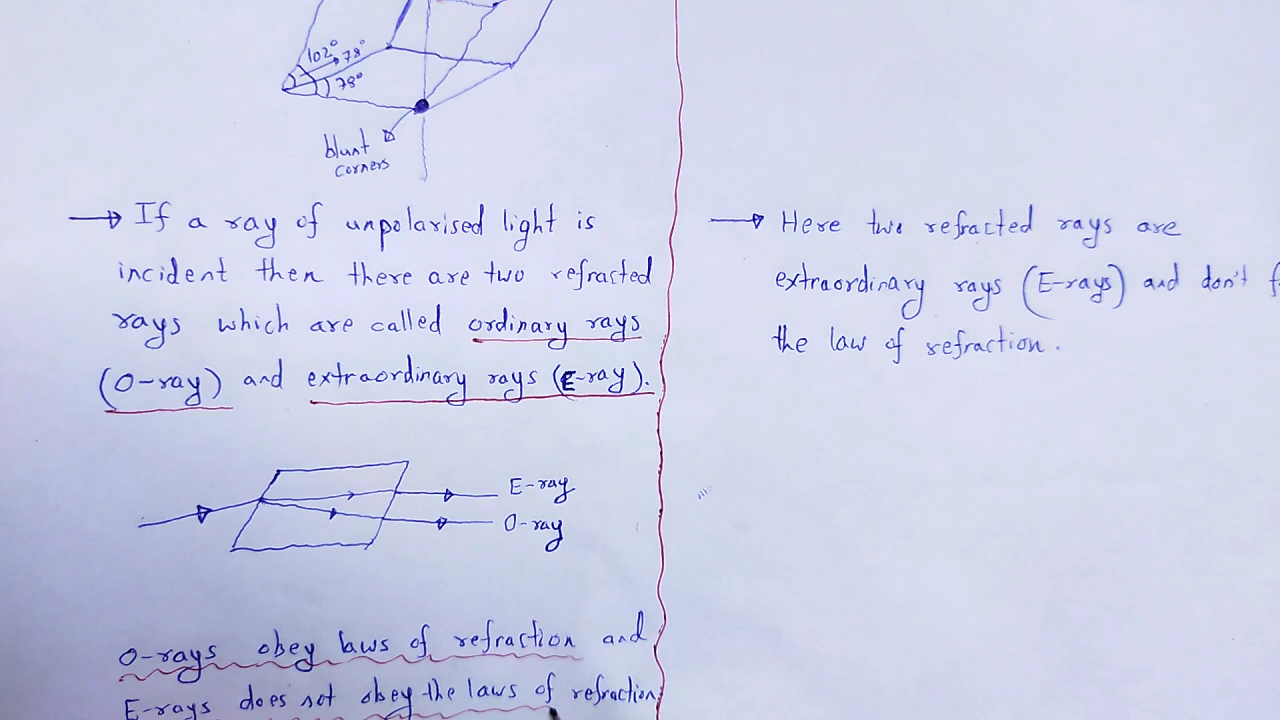 102° 78°
78°
blunt
corners
→ If a ray of unpolarised light is
incident then there are two refracted
rays which are called ordinary rays
(O-ray) and extraordinary rays (E-ray).
E-ray
O-ray
O-rays obey laws of refraction and
E-rays does not obey the laws of refraction
→ Here two refracted rays are
extraordinary rays (E-rays) and don't
the law of refraction.